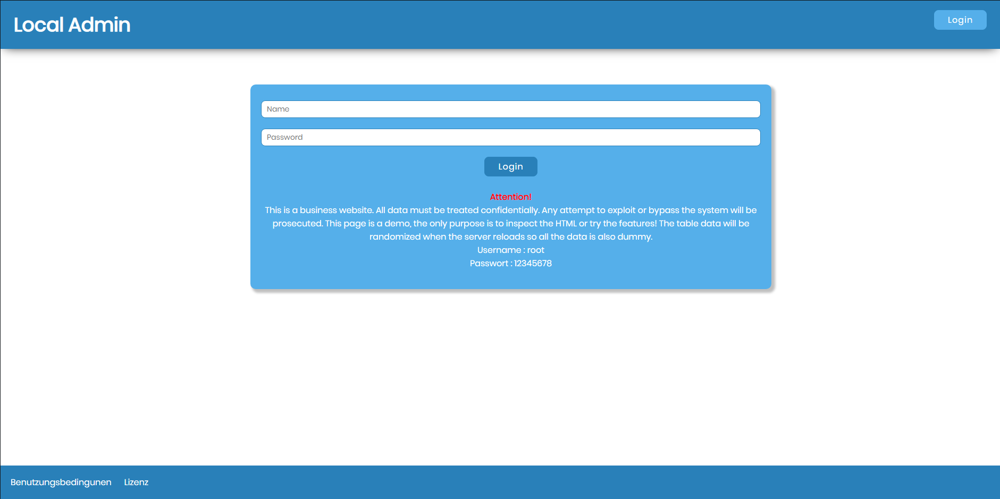 Local Admin
Login
Name
Password
Login
Attention!
This is a business website. All data must be treated confidentially. Any attempt to exploit or bypass the system will be
prosecuted. This page is a demo, the only purpose is to inspect the HTML or try the features! The table data will be
randomized when the server reloads so all the data is also dummy.
Username : root
Passwort : 12345678
Benutzungsbedingunen Lizenz